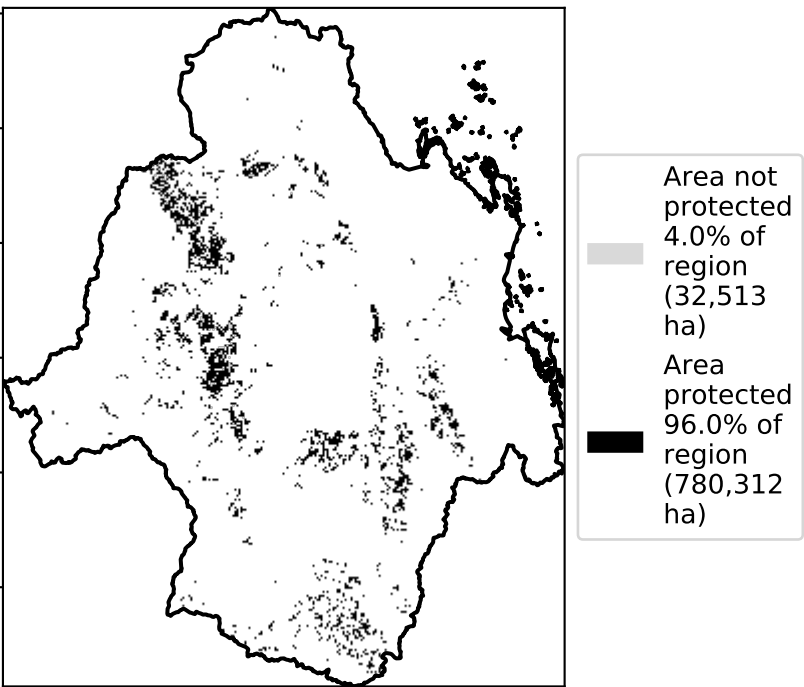 Area not
protected
4.0% of
region
(32,513
ha)
Area
protected
96.0% of
region
(780,312
ha)